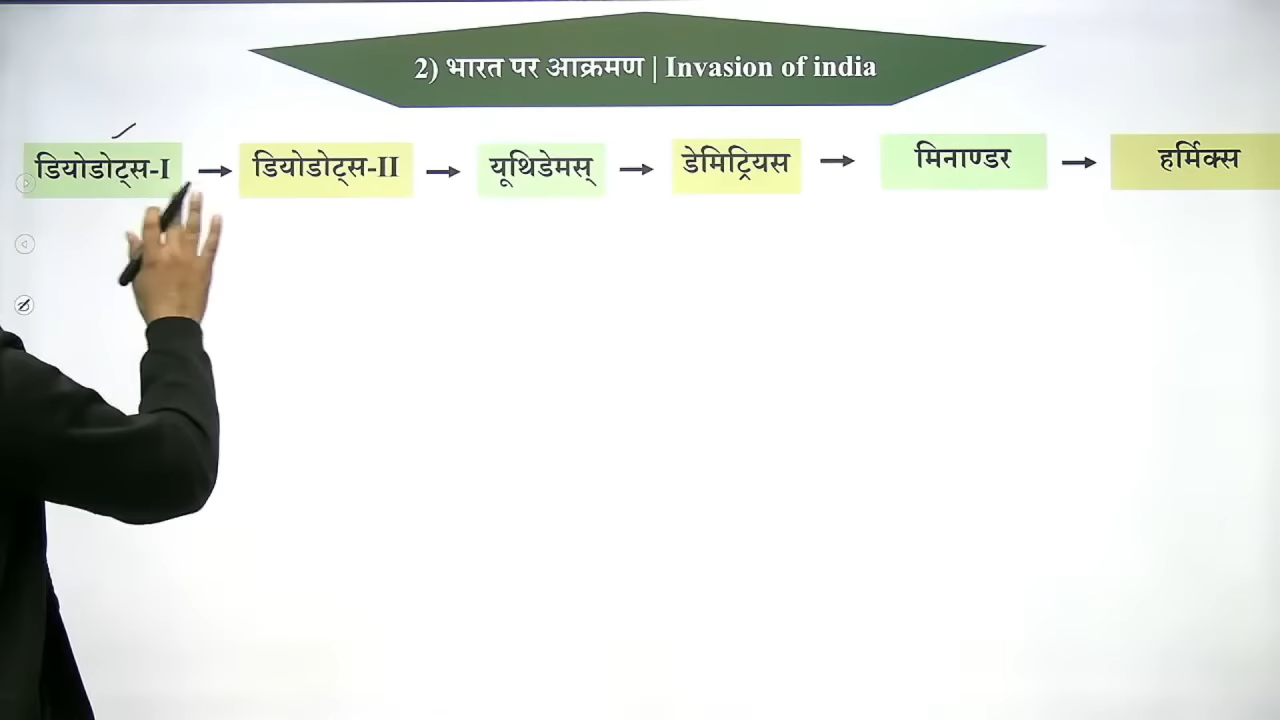 2) भारत पर आक्रमण | Invasion of india
डियोडोट्स-I → डियोडोट्स-II → यूथिडेमस् → डेमिट्रियस → मिनाण्डर → हर्मिक्स